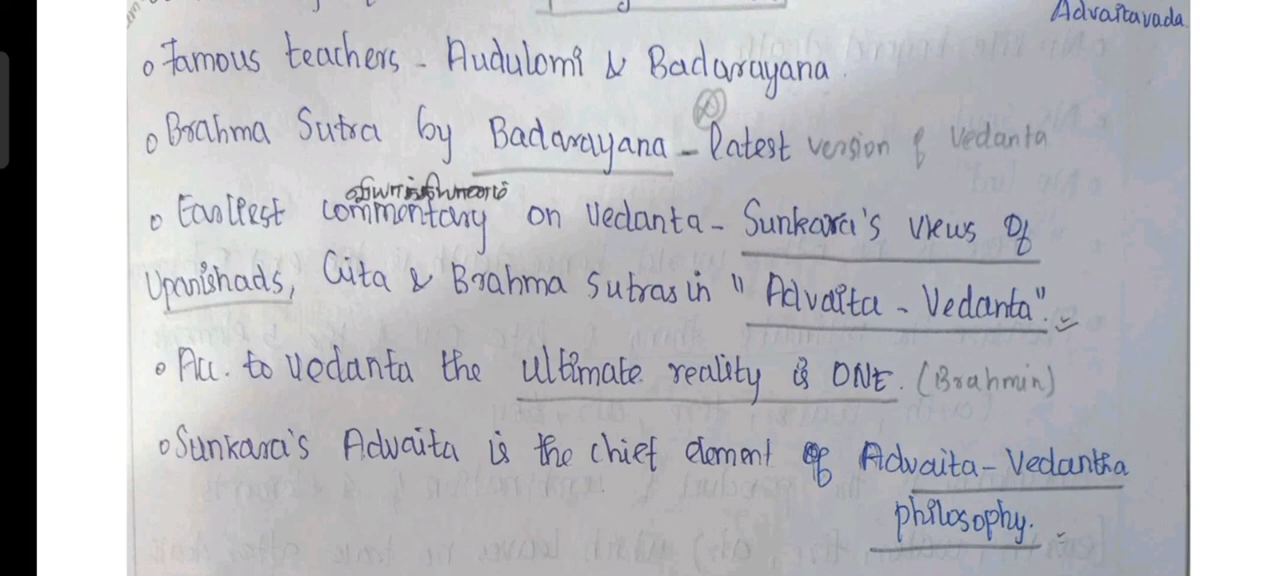 Advaitavada
o Famous teachers - Audulomi & Badarayana.
o Brahma Sutra by Badarayana - Latest version of Vedanta
o Earliest commentary on Vedanta - Sunkara's views of
Upanishads, Gita & Brahma Sutras in "Advaita - Vedanta".
o Acc. to vedanta the ultimate reality is ONE. (Brahmin)
o Sunkara's Advaita is the chief element of Advaita - Vedantha
philosophy.